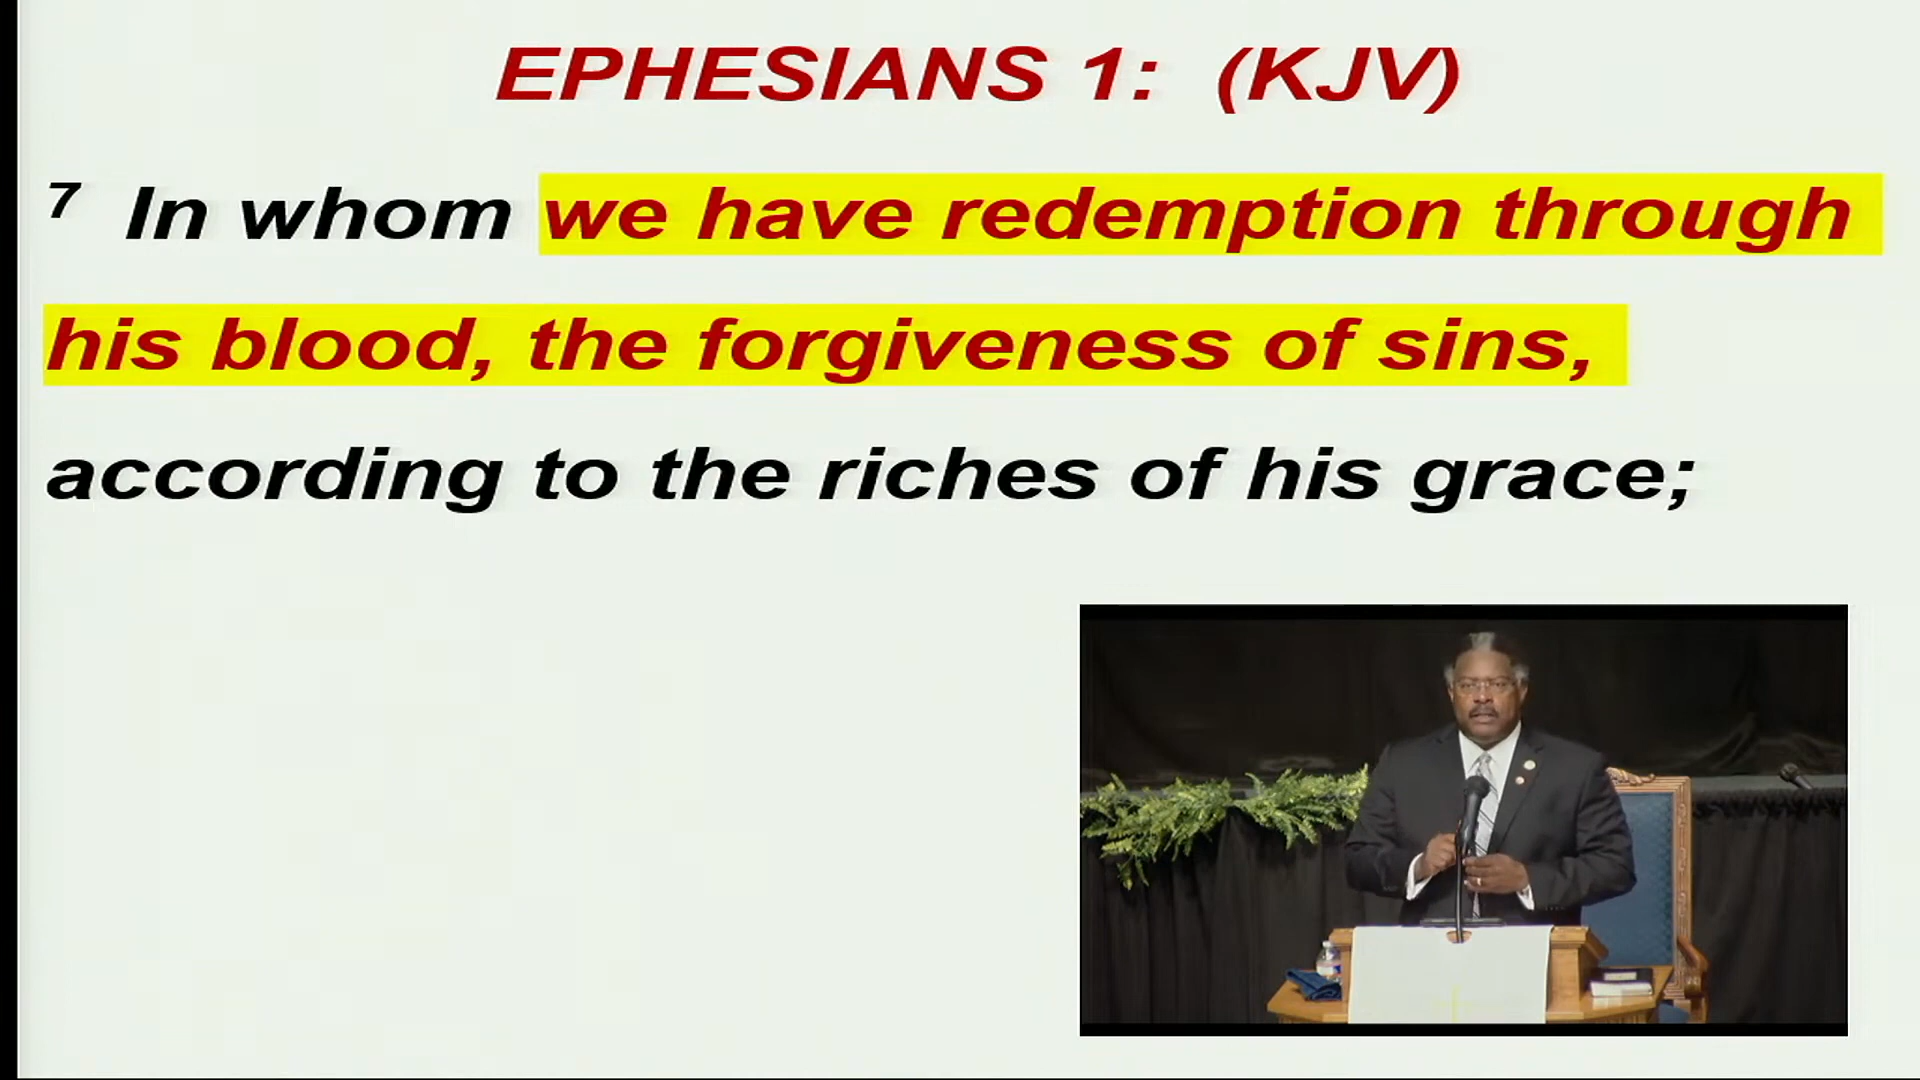 EPHESIANS 1: (KJV)
7 In whom we have redemption through
his blood, the forgiveness of sins,
according to the riches of his grace;